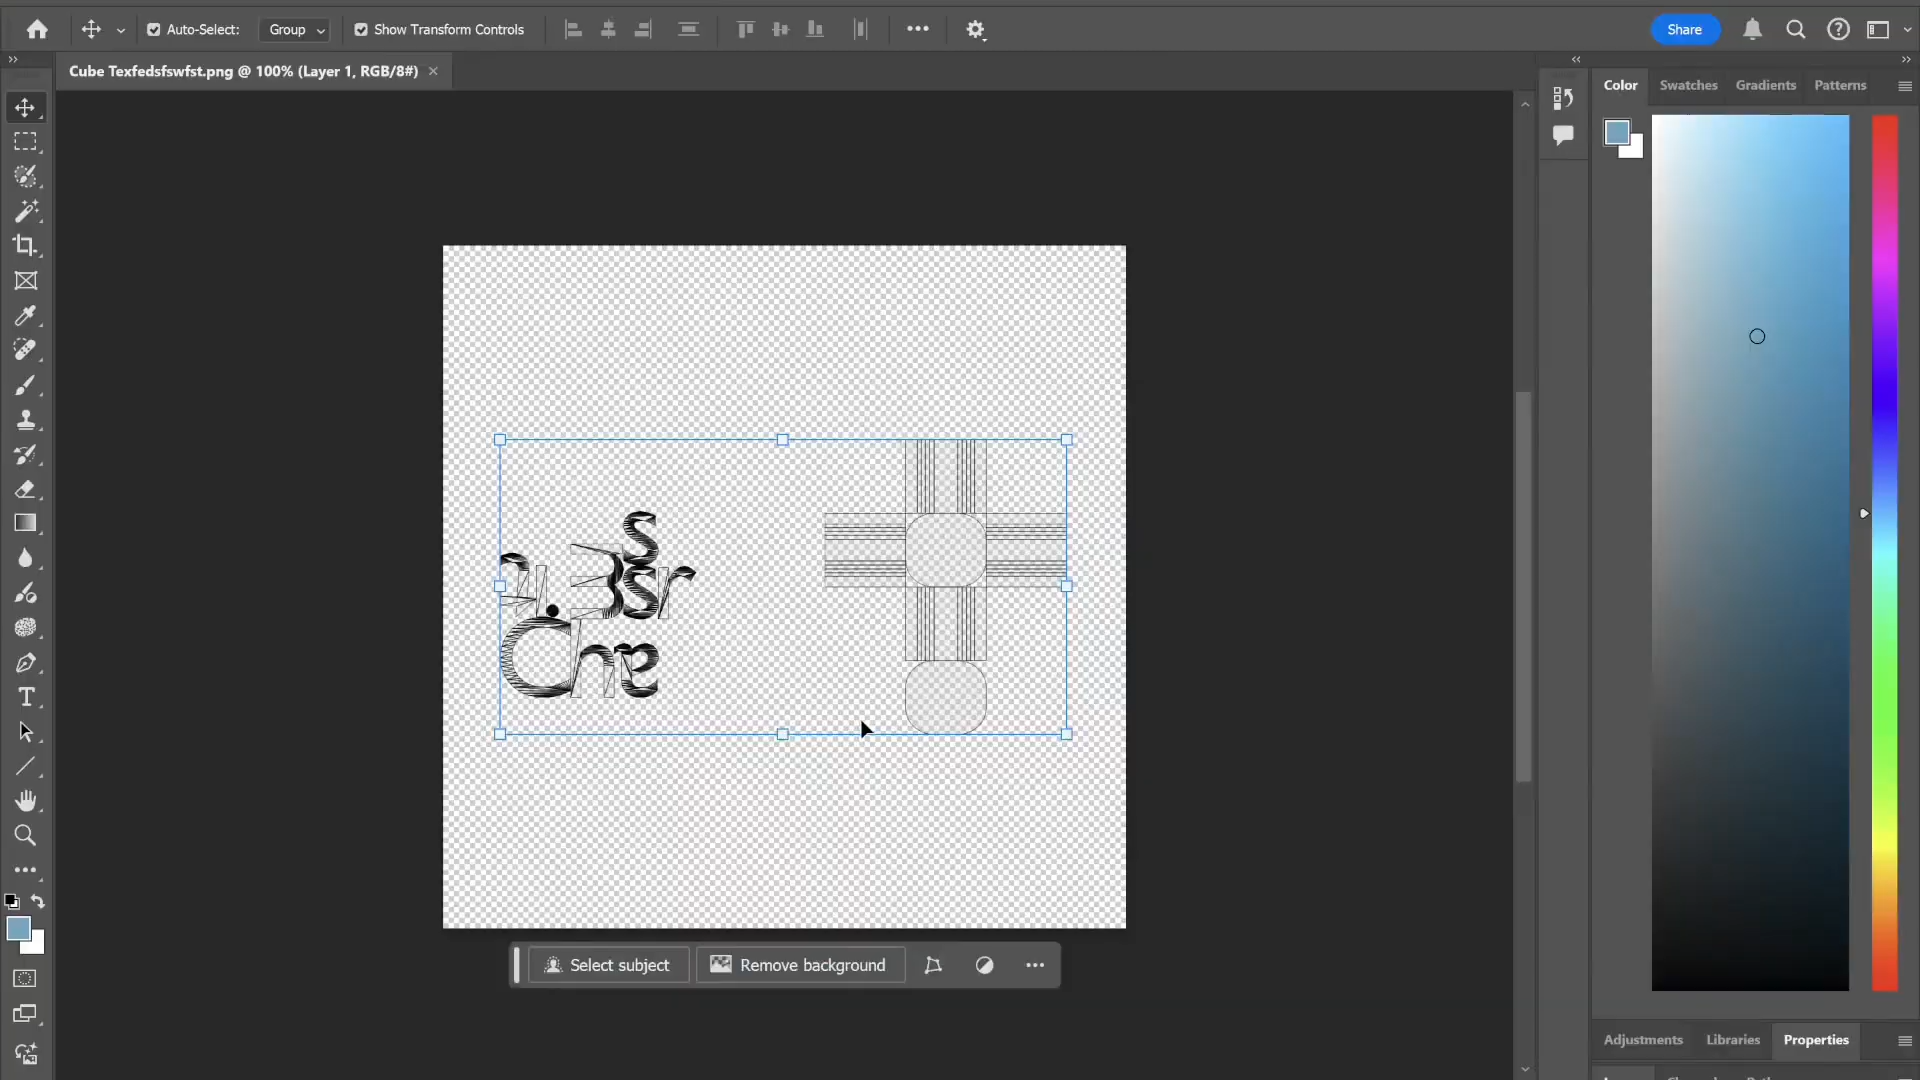 Auto-Select:
Group
Show Transform Controls
Share
Cube Texfedsfswfst.png @ 100% (Layer 1, RGB/8#)
Color
Swatches
Gradients
Patterns
Select subject
Remove background
Adjustments
Libraries
Properties